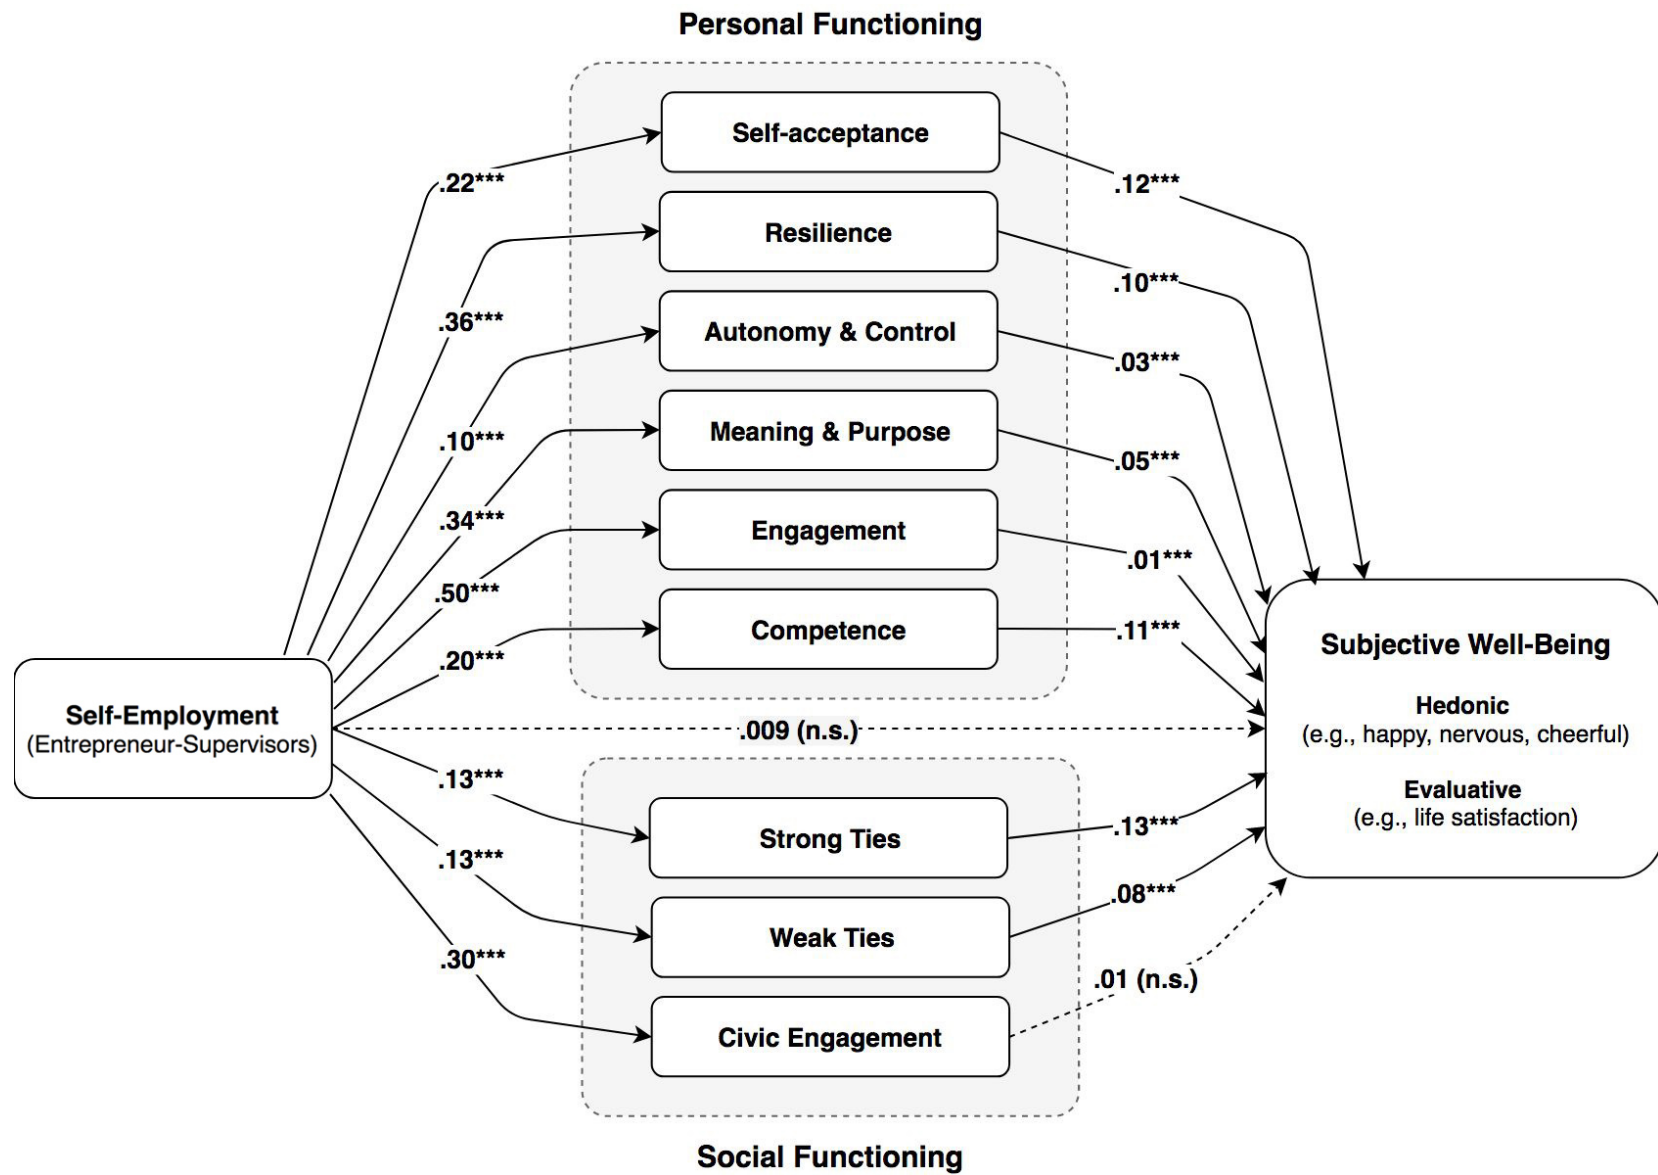 Personal Functioning
Self-acceptance
.22***
.12***
Resilience
.10***
.36***
Autonomy & Control
.03***
.10***
Meaning & Purpose
.05***
.34***
Engagement
.01***
.50***
Competence
.11***
.20***
Subjective Well-Being
Hedonic
(e.g., happy, nervous, cheerful)
Evaluative
(e.g., life satisfaction)
Self-Employment
(Entrepreneur-Supervisors)
.009 (n.s.)
.13***
Strong Ties
.13***
.13***
Weak Ties
.08***
.30***
Civic Engagement
.01 (n.s.)
Social Functioning